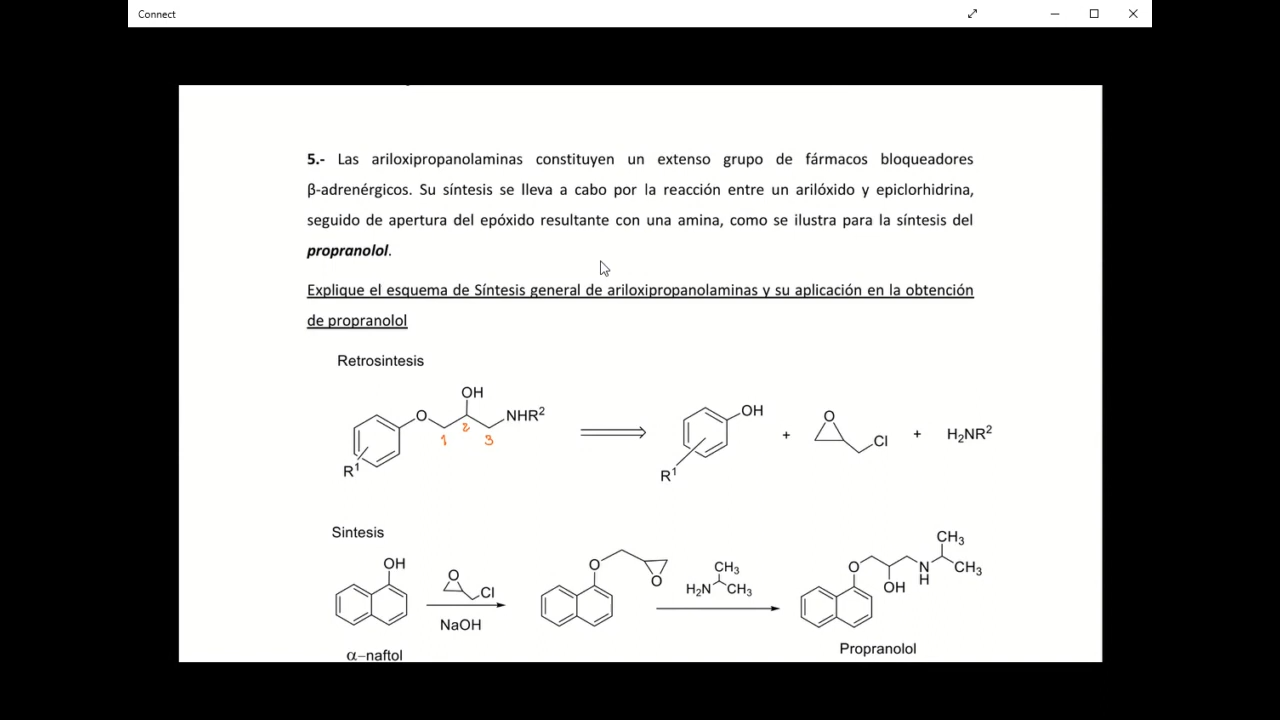 Connect
5.- Las ariloxipropanolaminas constituyen un extenso grupo de fármacos bloqueadores
β-adrenérgicos. Su síntesis se lleva a cabo por la reacción entre un arilóxido y epiclorhidrina,
seguido de apertura del epóxido resultante con una amina, como se ilustra para la síntesis del
propranolol.
Explique el esquema de Síntesis general de ariloxipropanolaminas y su aplicación en la obtención
de propranolol
Retrosintesis
OH
O
NHR²
1 2 3
R¹
OH
R¹
+
O
Cl
+
H₂NR²
Sintesis
OH
α-naftol
O
Cl
NaOH
O
O
CH₃
H₂N
CH₃
O
OH
N
H
CH₃
CH₃
Propranolol